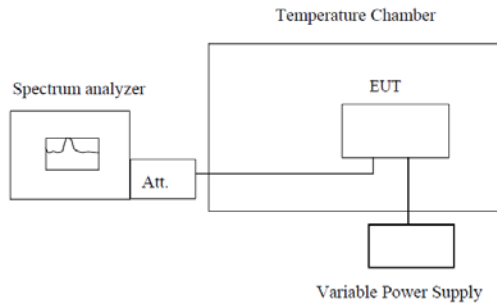 Temperature Chamber
Spectrum analyzer
EUT
Att.
Variable Power Supply